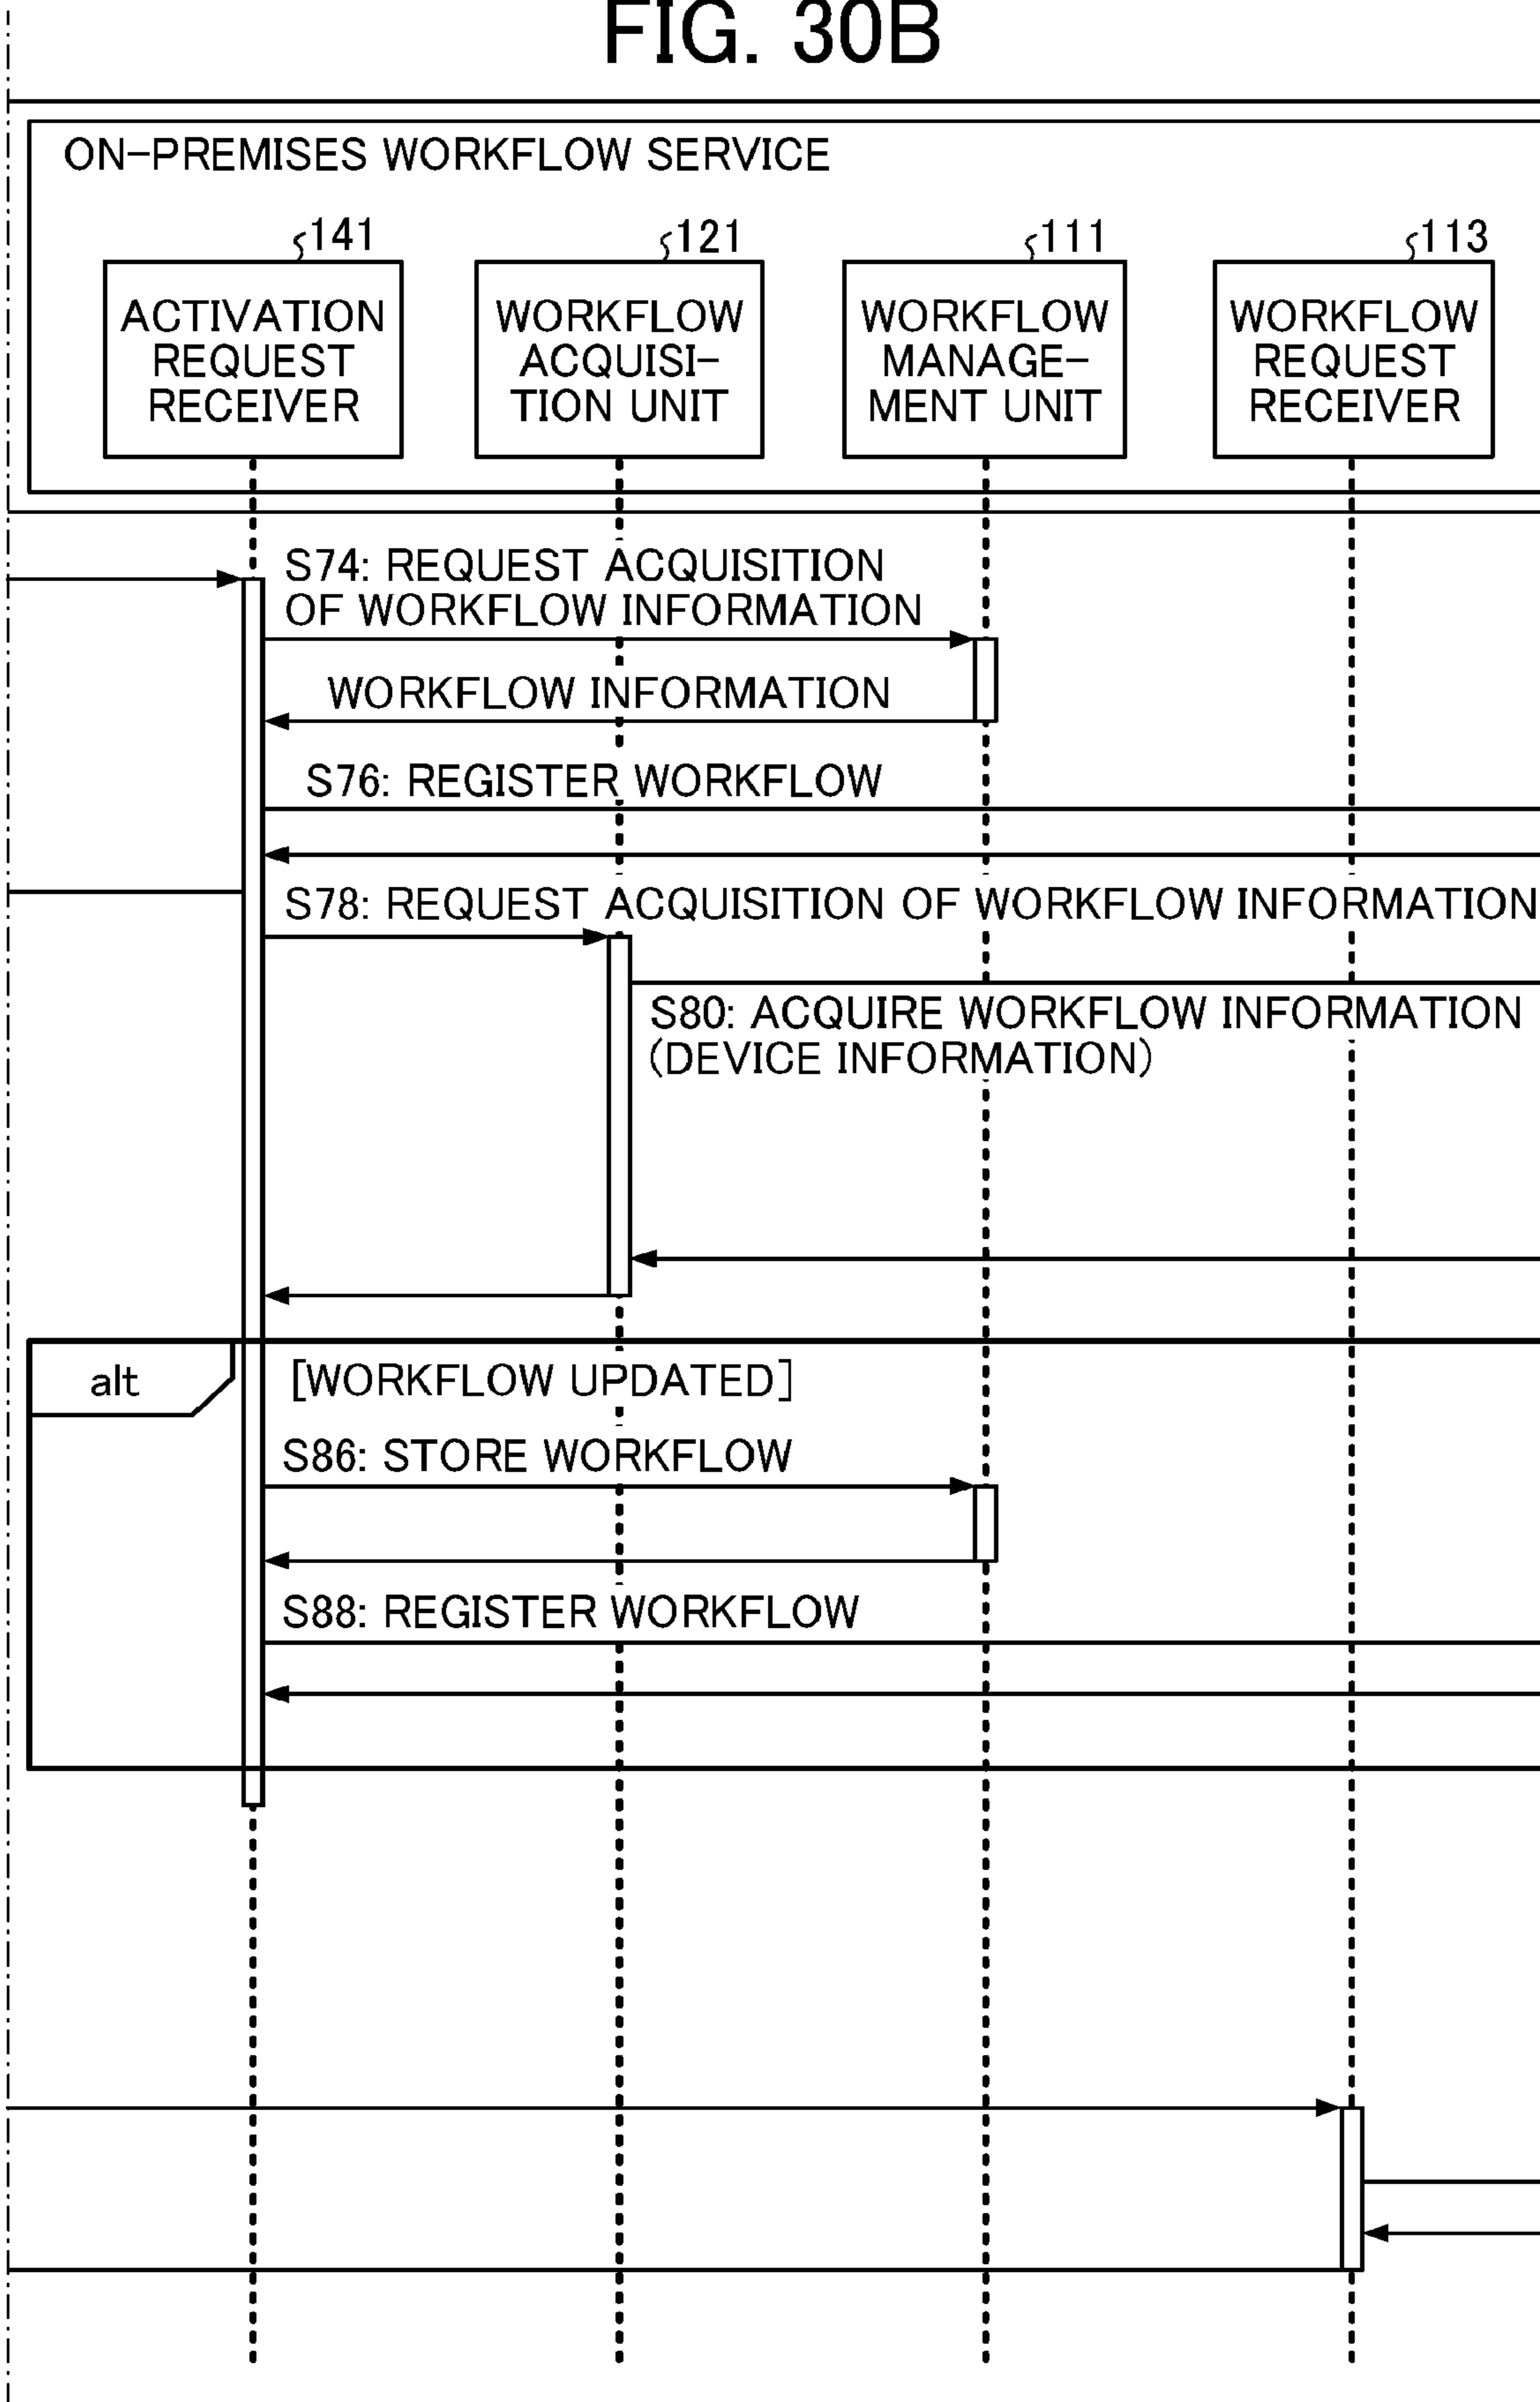 FIG. 30B
ON-PREMISES WORKFLOW SERVICE
141
121
111
113
ACTIVATION
REQUEST
RECEIVER
WORKFLOW
ACQUISI-
TION UNIT
WORKFLOW
MANAGE-
MENT UNIT
WORKFLOW
REQUEST
RECEIVER
S74: REQUEST ACQUISITION
OF WORKFLOW INFORMATION
WORKFLOW INFORMATION
S76: REGISTER WORKFLOW
S78: REQUEST ACQUISITION OF WORKFLOW INFORMATION
S80: ACQUIRE WORKFLOW INFORMATION
(DEVICE INFORMATION)
alt
[WORKFLOW UPDATED]
S86: STORE WORKFLOW
S88: REGISTER WORKFLOW